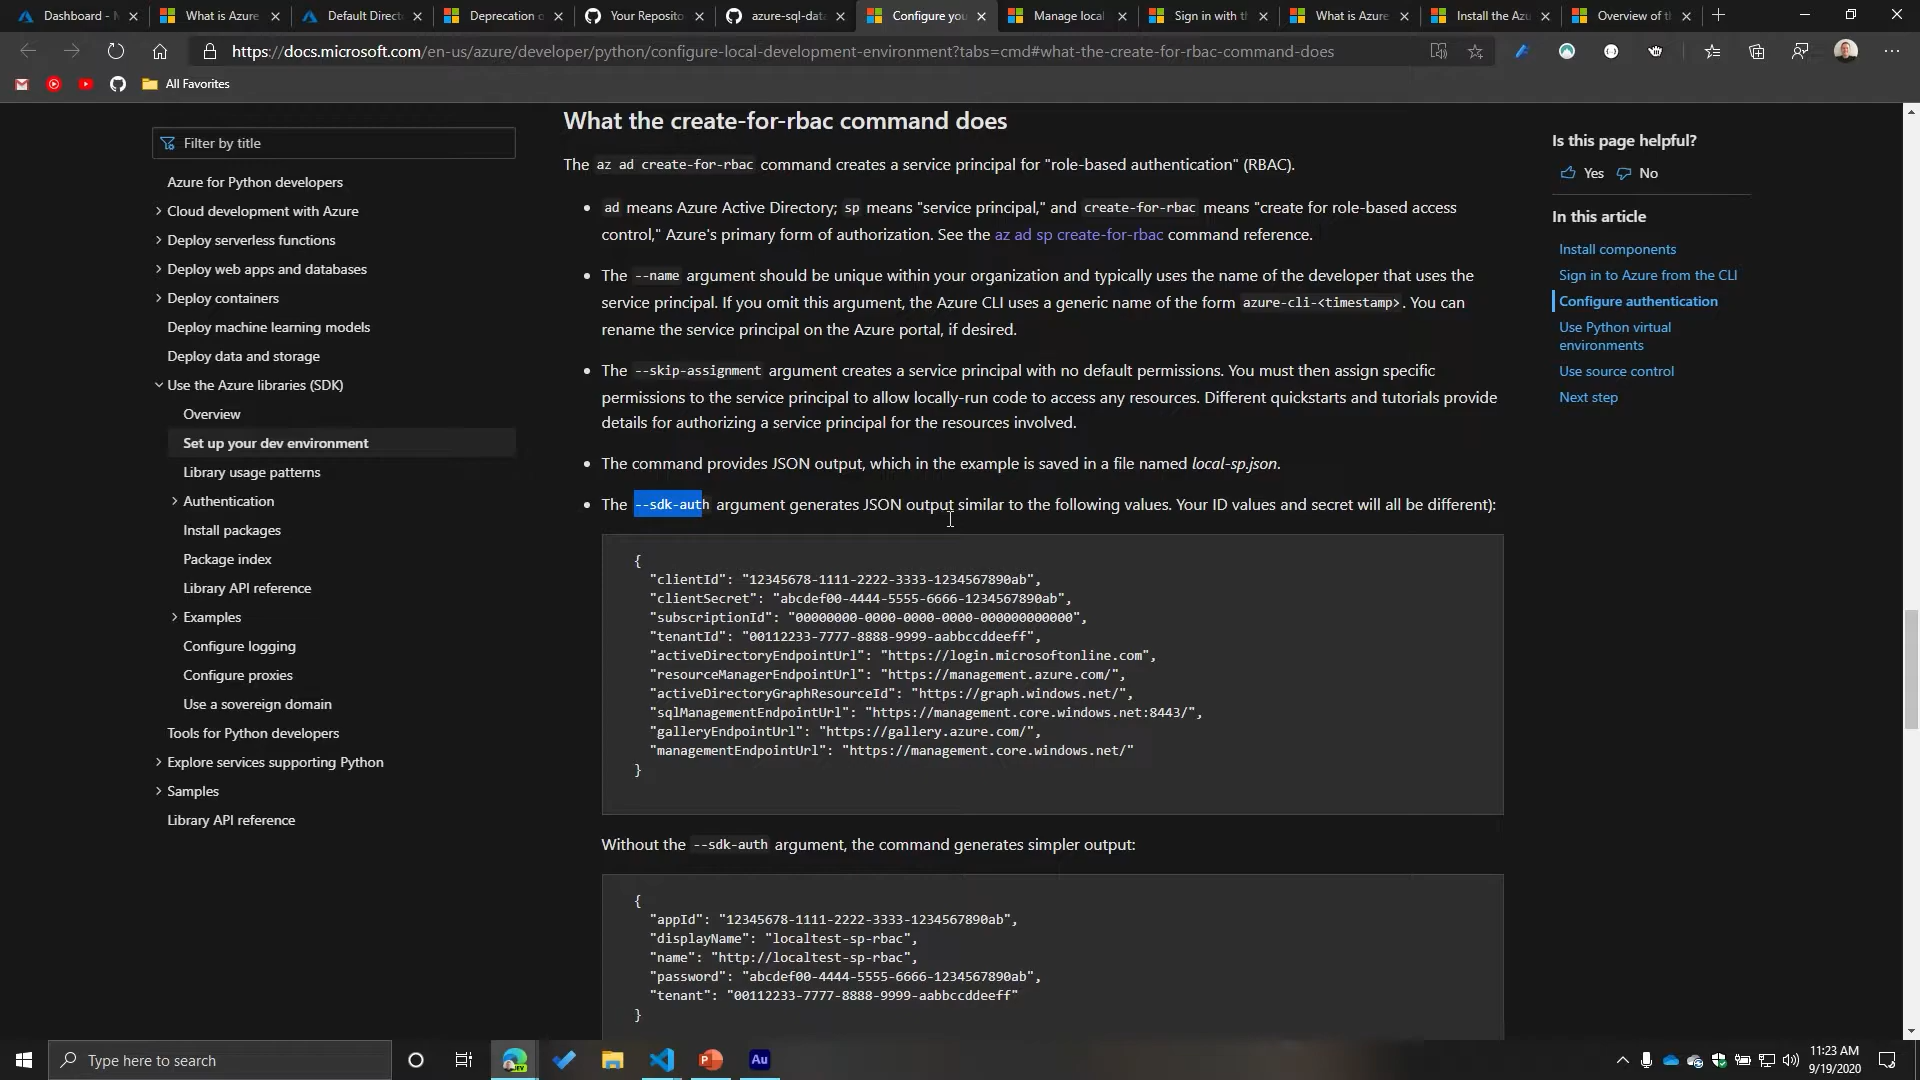 Dashboard - M
What is Azure
Default Direct
Deprecation o
Your Reposito
azure-sql-data
Configure you
Manage local
Sign in with th
What is Azure
Install the Azu
Overview of t
https://docs.microsoft.com/en-us/azure/developer/python/configure-local-development-environment?tabs=cmd#what-the-create-for-rbac-command-does
All Favorites
Filter by title
Azure for Python developers
Cloud development with Azure
Deploy serverless functions
Deploy web apps and databases
Deploy containers
Deploy machine learning models
Deploy data and storage
Use the Azure libraries (SDK)
Overview
Set up your dev environment
Library usage patterns
Authentication
Install packages
Package index
Library API reference
Examples
Configure logging
Configure proxies
Use a sovereign domain
Tools for Python developers
Explore services supporting Python
Samples
Library API reference
What the create-for-rbac command does
The az ad create-for-rbac command creates a service principal for "role-based authentication" (RBAC).
ad means Azure Active Directory; sp means "service principal," and create-for-rbac means "create for role-based access
control," Azure's primary form of authorization. See the az ad sp create-for-rbac command reference.
The --name argument should be unique within your organization and typically uses the name of the developer that uses the
service principal. If you omit this argument, the Azure CLI uses a generic name of the form azure-cli-<timestamp>. You can
rename the service principal on the Azure portal, if desired.
The --skip-assignment argument creates a service principal with no default permissions. You must then assign specific
permissions to the service principal to allow locally-run code to access any resources. Different quickstarts and tutorials provide
details for authorizing a service principal for the resources involved.
The command provides JSON output, which in the example is saved in a file named local-sp.json.
The --sdk-auth argument generates JSON output similar to the following values. Your ID values and secret will all be different):
{
"clientId": "12345678-1111-2222-3333-1234567890ab",
"clientSecret": "abcdef00-4444-5555-6666-1234567890ab",
"subscriptionId": "00000000-0000-0000-0000-000000000000",
"tenantId": "00112233-7777-8888-9999-aabbccddeeff",
"activeDirectoryEndpointUrl": "https://login.microsoftonline.com",
"resourceManagerEndpointUrl": "https://management.azure.com/",
"activeDirectoryGraphResourceId": "https://graph.windows.net/",
"sqlManagementEndpointUrl": "https://management.core.windows.net:8443/",
"galleryEndpointUrl": "https://gallery.azure.com/",
"managementEndpointUrl": "https://management.core.windows.net/"
}
Without the --sdk-auth argument, the command generates simpler output:
{
"appId": "12345678-1111-2222-3333-1234567890ab",
"displayName": "localtest-sp-rbac",
"name": "http://localtest-sp-rbac",
"password": "abcdef00-4444-5555-6666-1234567890ab",
"tenant": "00112233-7777-8888-9999-aabbccddeeff"
}
Is this page helpful?
Yes
No
In this article
Install components
Sign in to Azure from the CLI
Configure authentication
Use Python virtual
environments
Use source control
Next step
Type here to search
DEV
Au
11:23 AM
9/19/2020